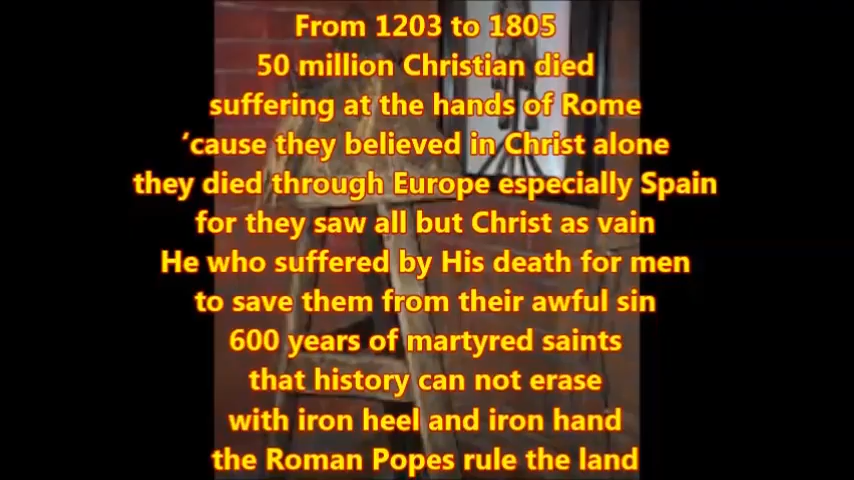 From 1203 to 1805
50 million Christian died
suffering at the hands of Rome
‘cause they believed in Christ alone
they died through Europe especially Spain
for they saw all but Christ as vain
He who suffered by His death for men
to save them from their awful sin
600 years of martyred saints
that history can not erase
with iron heel and iron hand
the Roman Popes rule the land